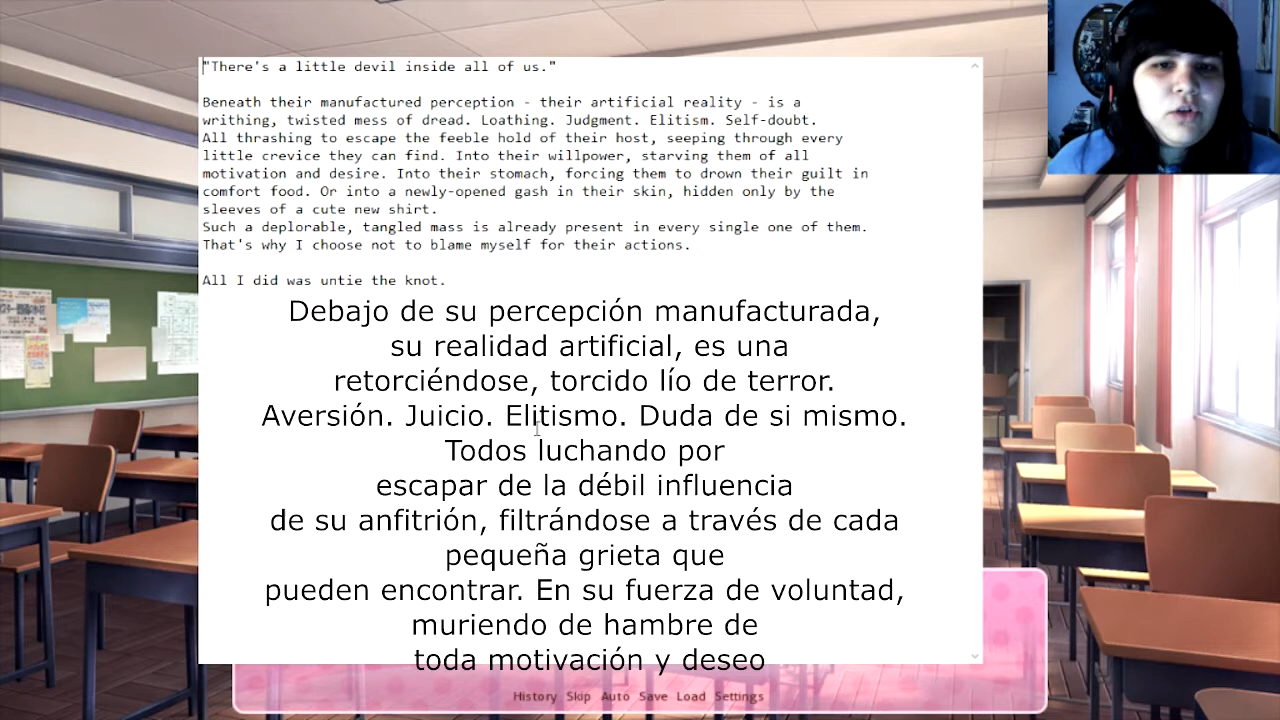 "There's a little devil inside all of us."
Beneath their manufactured perception - their artificial reality - is a
writhing, twisted mess of dread. Loathing. Judgment. Elitism. Self-doubt.
All thrashing to escape the feeble hold of their host, seeping through every
little crevice they can find. Into their willpower, starving them of all
motivation and desire. Into their stomach, forcing them to drown their guilt in
comfort food. Or into a newly-opened gash in their skin, hidden only by the
sleeves of a cute new shirt.
Such a deplorable, tangled mass is already present in every single one of them.
That's why I choose not to blame myself for their actions.
All I did was untie the knot.
Debajo de su percepción manufacturada,
su realidad artificial, es una
retorciéndose, torcido lío de terror.
Aversión. Juicio. Elitismo. Duda de si mismo.
Todos luchando por
escapar de la débil influencia
de su anfitrión, filtrándose a través de cada
pequeña grieta que
pueden encontrar. En su fuerza de voluntad,
muriendo de hambre de
toda motivación y deseo
History Skip Auto Save Load Settings